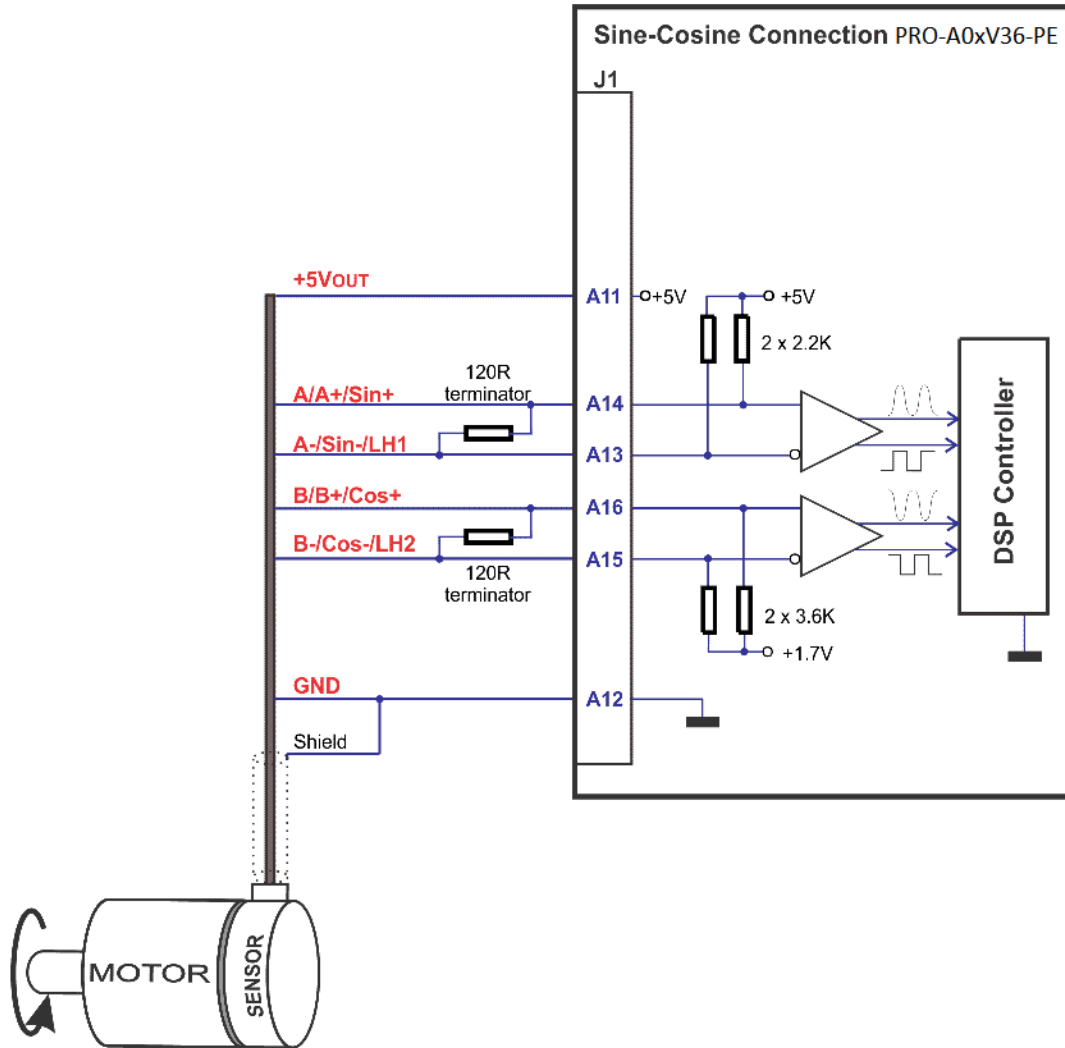 Sine-Cosine Connection PRO-A0xV36-PE
J1
+5VOUT
A11
+5V
+5V
2 x 2.2K
120R
terminator
A/A+/Sin+
A14
A-/Sin-/LH1
A13
B/B+/Cos+
A16
B-/Cos-/LH2
A15
120R
terminator
2 x 3.6K
+1.7V
DSP Controller
GND
A12
Shield
MOTOR
SENSOR